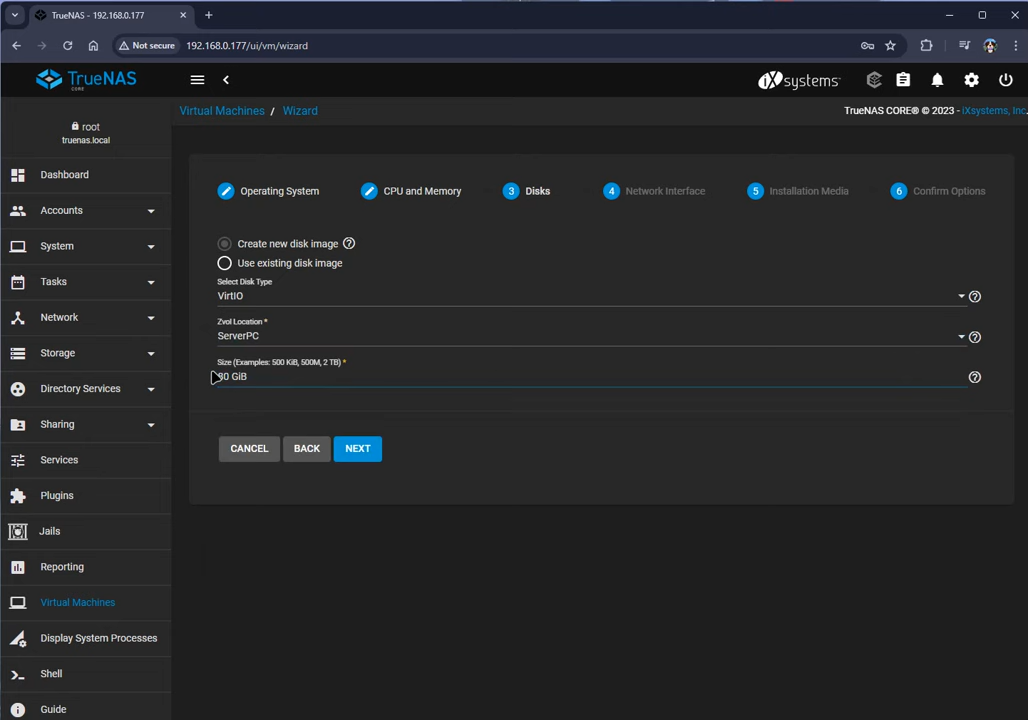 TrueNAS - 192.168.0.177
Not secure
192.168.0.177/ui/vm/wizard
TrueNAS
CORE
iXsystems
Virtual Machines / Wizard
TrueNAS CORE® © 2023 - iXsystems, Inc.
root
truenas.local
Dashboard
Accounts
System
Tasks
Network
Storage
Directory Services
Sharing
Services
Plugins
Jails
Reporting
Virtual Machines
Display System Processes
Shell
Guide
Operating System
CPU and Memory
3 Disks
4 Network Interface
5 Installation Media
6 Confirm Options
Create new disk image
Use existing disk image
Select Disk Type
VirtIO
Zvol Location *
ServerPC
Size (Examples: 500 KiB, 500M, 2 TB) *
GiB
CANCEL
BACK
NEXT